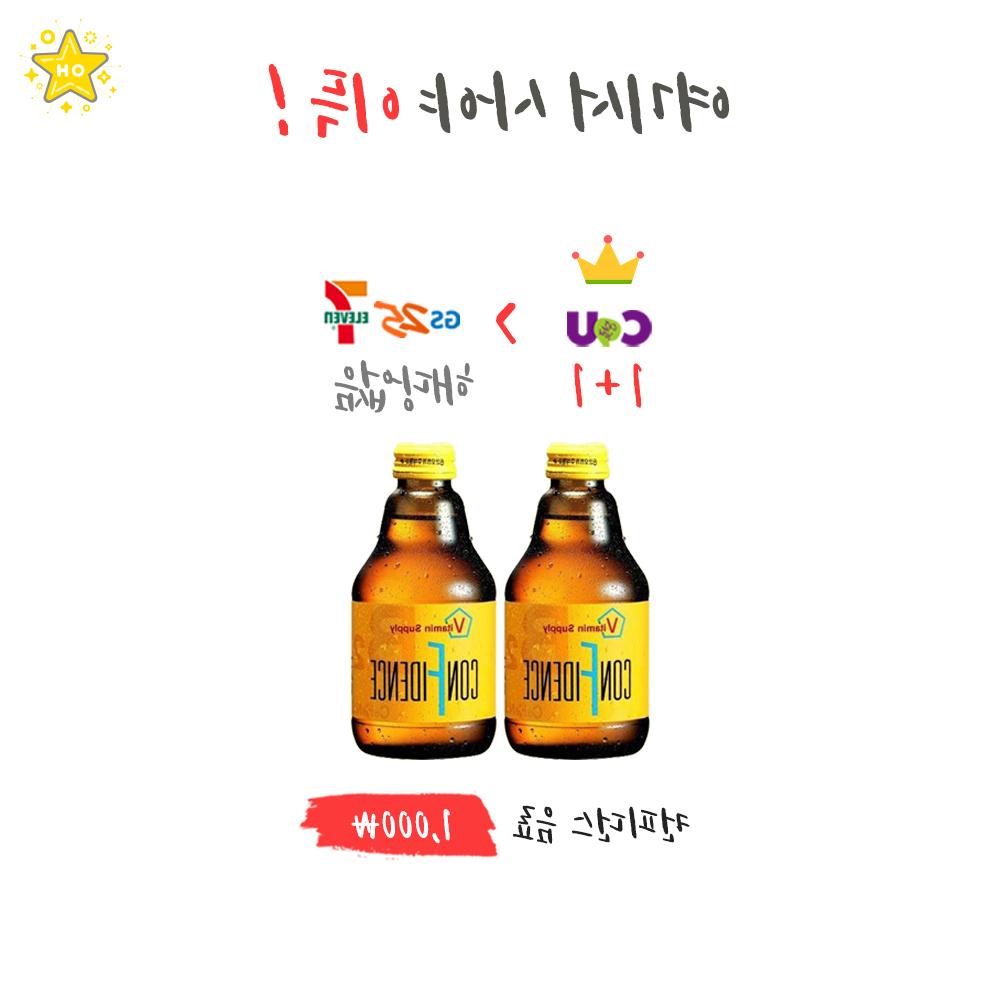 OH
여기서 사야 이득!
CU > GS25 7 ELEVEN
1+1 해당없음
Vitamin Supply
CONFIDENCE
Vitamin Supply
CONFIDENCE
컨피던스 음료 1,000₩